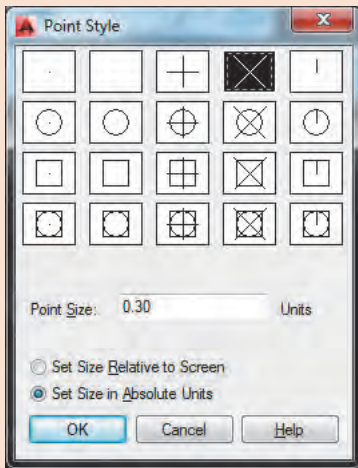 Point Style
Point Size: 0.30 Units
Set Size Relative to Screen
Set Size in Absolute Units
OK Cancel Help